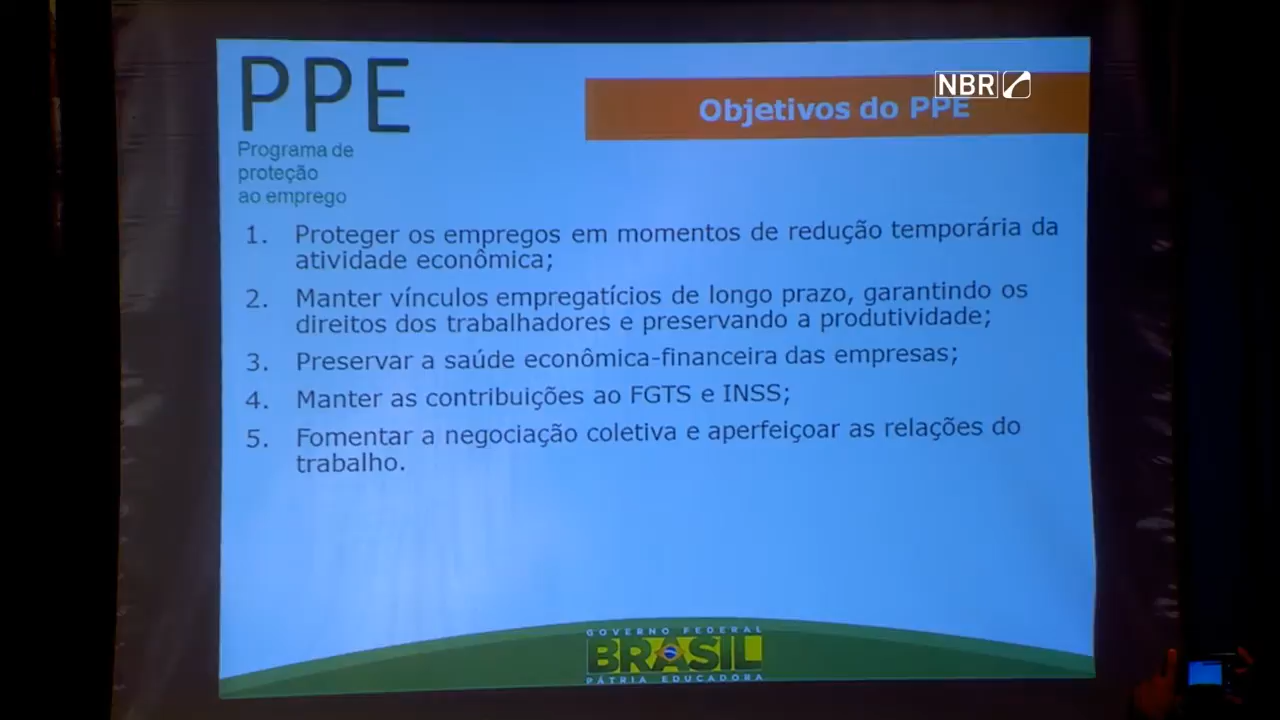 PPE
Programa de
proteção
ao emprego
NBR
Objetivos do PPE
1. Proteger os empregos em momentos de redução temporária da
atividade econômica;
2. Manter vínculos empregatícios de longo prazo, garantindo os
direitos dos trabalhadores e preservando a produtividade;
3. Preservar a saúde econômica-financeira das empresas;
4. Manter as contribuições ao FGTS e INSS;
5. Fomentar a negociação coletiva e aperfeiçoar as relações do
trabalho.
GOVERNO FEDERAL
BRASIL
PÁTRIA EDUCADORA